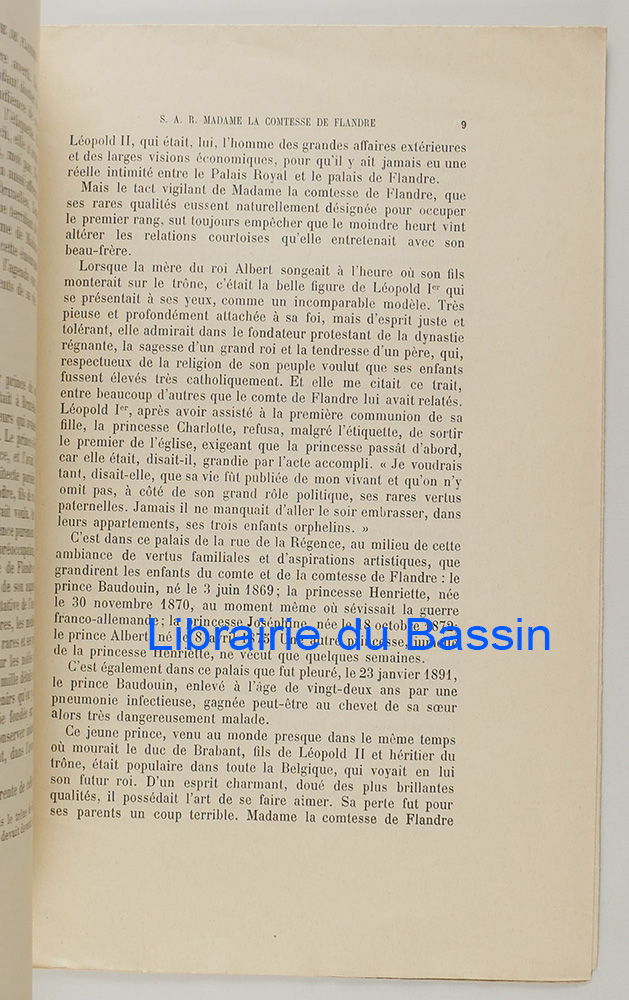 S. A. R. MADAME LA COMTESSE DE FLANDRE 9
Léopold II, qui était, lui, l'homme des grandes affaires extérieures
et des larges visions économiques, pour qu'il y ait jamais eu une
réelle intimité entre le Palais Royal et le palais de Flandre.
Mais le tact vigilant de Madame la comtesse de Flandre, que
ses rares qualités eussent naturellement désignée pour occuper
le premier rang, sut toujours empêcher que le moindre heurt vint
altérer les relations courtoises qu'elle entretenait avec son
beau-frère.
Lorsque la mère du roi Albert songeait à l'heure où son fils
monterait sur le trône, c'était la belle figure de Léopold Ier qui
se présentait à ses yeux, comme un incomparable modèle. Très
pieuse et profondément attachée à sa foi, mais d'esprit juste et
tolérant, elle admirait dans le fondateur protestant de la dynastie
régnante, la sagesse d'un grand roi et la tendresse d'un père, qui,
respectueux de la religion de son peuple voulut que ses enfants
fussent élevés très catholiquement. Et elle me citait ce trait,
entre beaucoup d'autres que le comte de Flandre lui avait relatés.
Léopold Ier, après avoir assisté à la première communion de sa
fille, la princesse Charlotte, refusa, malgré l'étiquette, de sortir
le premier de l'église, exigeant que la princesse passât d'abord,
car elle était, disait-il, grandie par l'acte accompli. « Je voudrais
tant, disait-elle, que sa vie fût publiée de mon vivant et qu'on n'y
omit pas, à côté de son grand rôle politique, ses rares vertus
paternelles. Jamais il ne manquait d'aller le soir embrasser, dans
leurs appartements, ses trois enfants orphelins. »
C'est dans ce palais de la rue de la Régence, au milieu de cette
ambiance de vertus familiales et d'aspirations artistiques, que
grandirent les enfants du comte et de la comtesse de Flandre : le
prince Baudouin, né le 3 juin 1869; la princesse Henriette, née
le 30 novembre 1870, au moment même où sévissait la guerre
franco-allemande; la princesse Joséphine, née le 18 octobre 1872;
le prince Albert, né le 8 avril 1875. Une autre princesse,
de la princesse Henriette, ne vécut que quelques semaines.
Librairie du Bassin
C'est également dans ce palais que fut pleuré, le 23 janvier 1891,
le prince Baudouin, enlevé à l'âge de vingt-deux ans par une
pneumonie infectieuse, gagnée peut-être au chevet de sa sœur
alors très dangereusement malade.
Ce jeune prince, venu au monde presque dans le même temps
où mourait le duc de Brabant, fils de Léopold II et héritier du
trône, était populaire dans toute la Belgique, qui voyait en lui
son futur roi. D'un esprit charmant, doué des plus brillantes
qualités, il possédait l'art de se faire aimer. Sa perte fut pour
ses parents un coup terrible. Madame la comtesse de Flandre